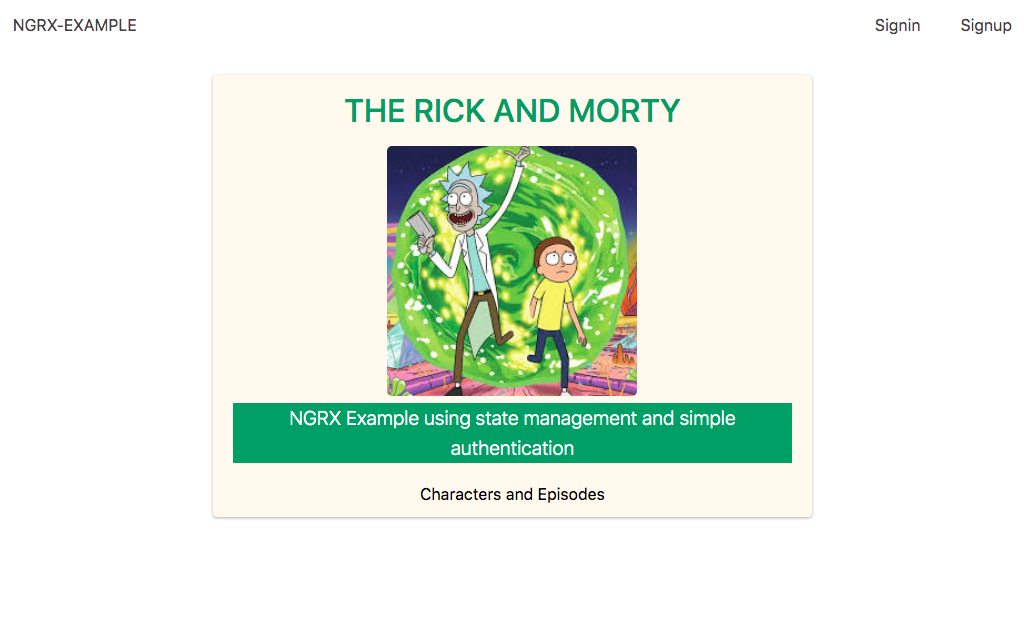 NGRX-EXAMPLE
Signin
Signup
THE RICK AND MORTY
NGRX Example using state management and simple
authentication
Characters and Episodes